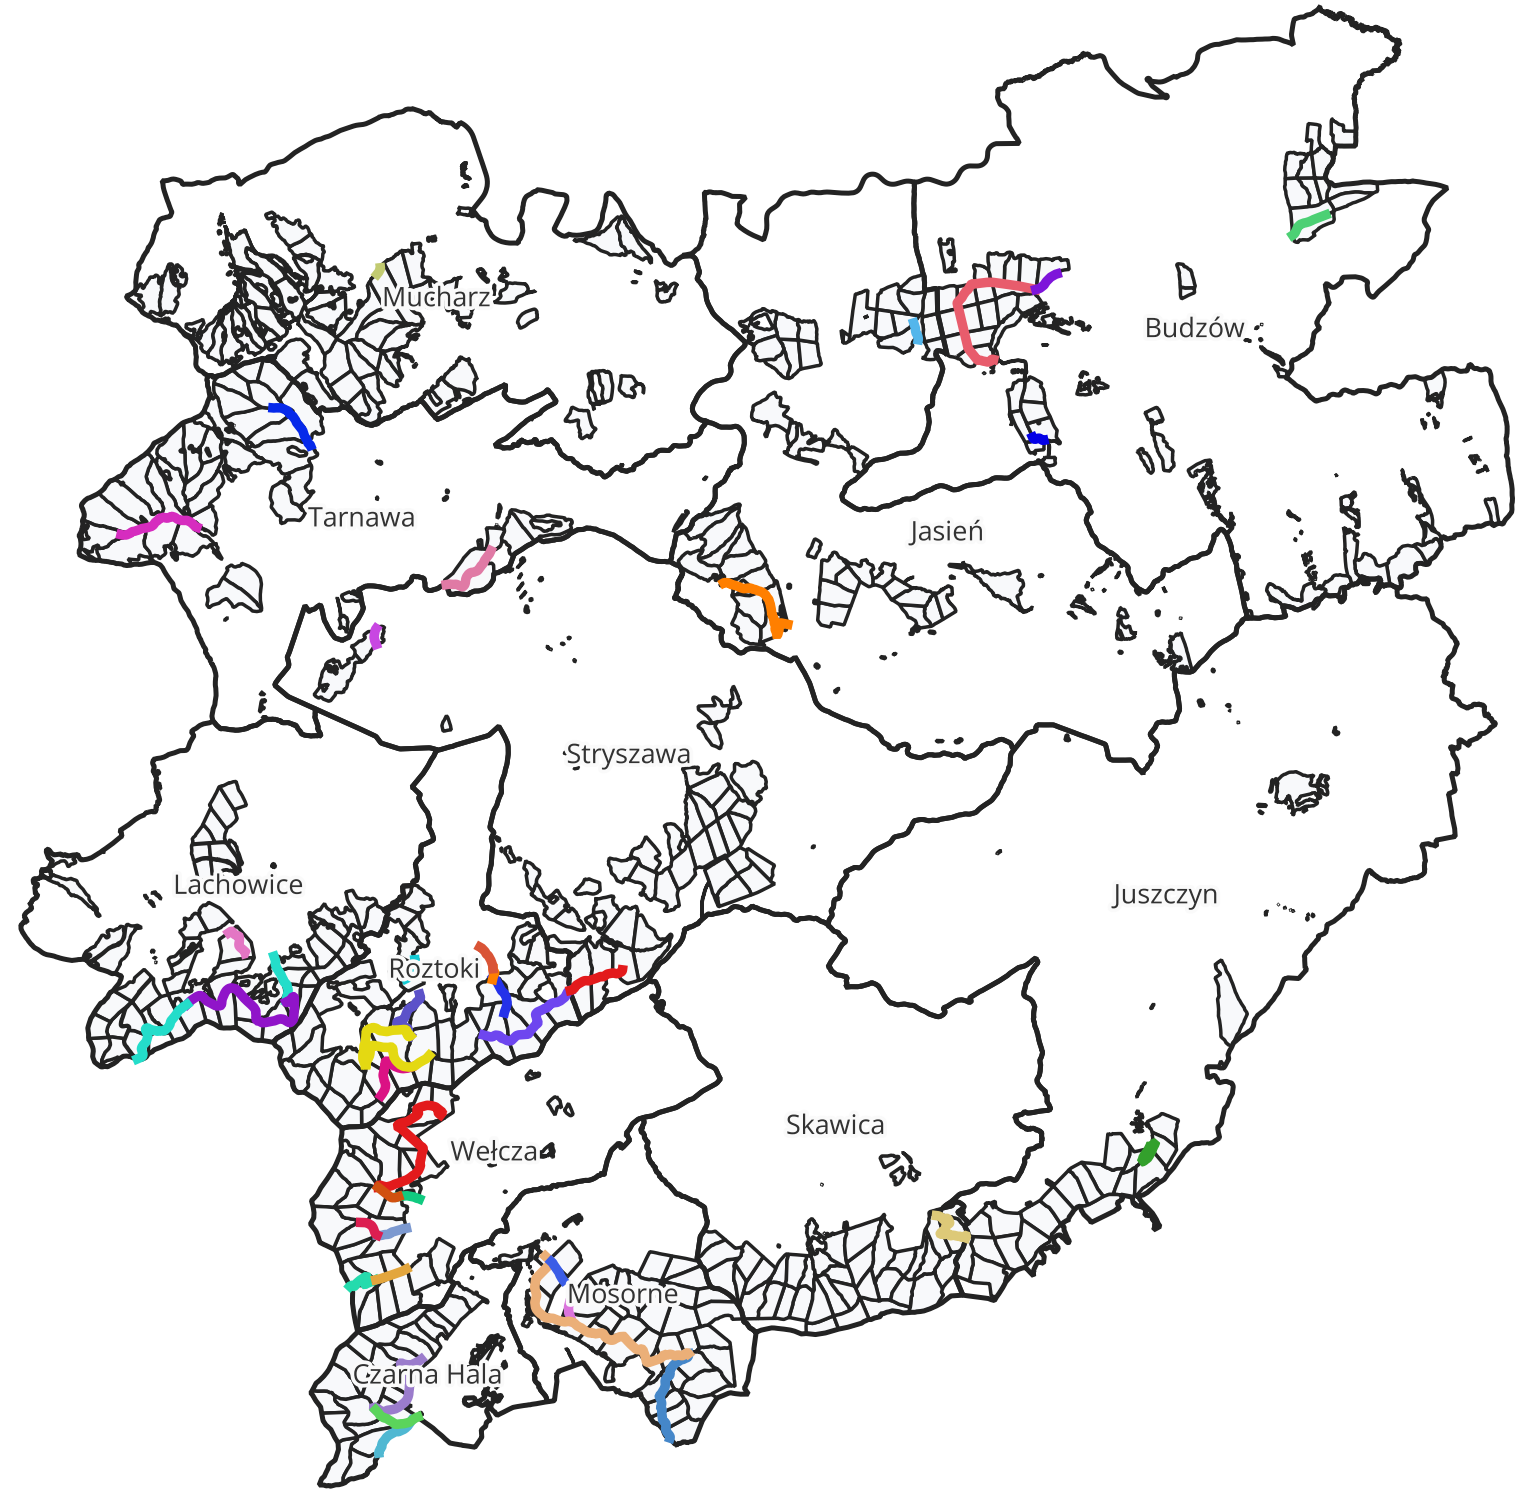 Mucharz
Budzów
Tarnawa
Jasień
Stryszawa
Lachowice
Juszczyn
Roztoki
Skawica
Wełcza
Mosorne
Czarna Hala